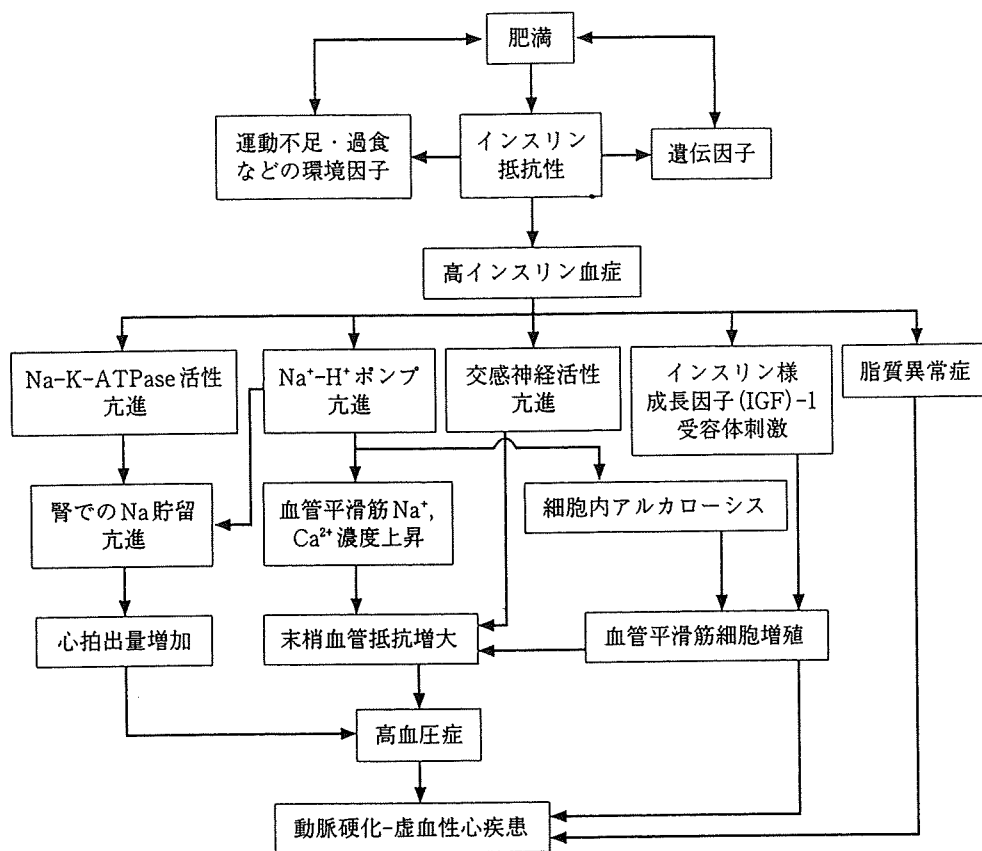 肥満
運動不足・過食
などの環境因子
インスリン
抵抗性
遺伝因子
高インスリン血症
Na-K-ATPase活性
亢進
Na⁺-H⁺ポンプ
亢進
交感神経活性
亢進
インスリン様
成長因子(IGF)-1
受容体刺激
脂質異常症
腎でのNa貯留
亢進
血管平滑筋Na⁺,
Ca²⁺濃度上昇
細胞内アルカローシス
心拍出量増加
末梢血管抵抗増大
血管平滑筋細胞増殖
高血圧症
動脈硬化-虚血性心疾患